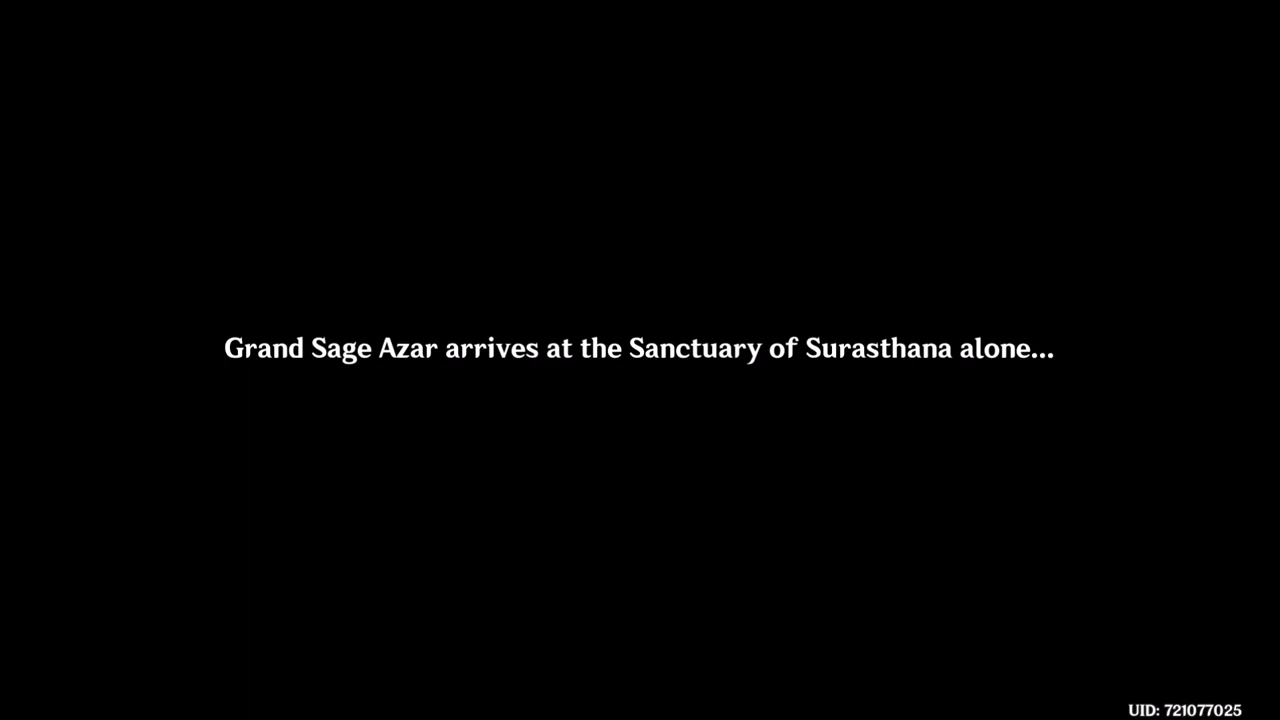 Grand Sage Azar arrives at the Sanctuary of Surasthana alone...
UID: 721077025